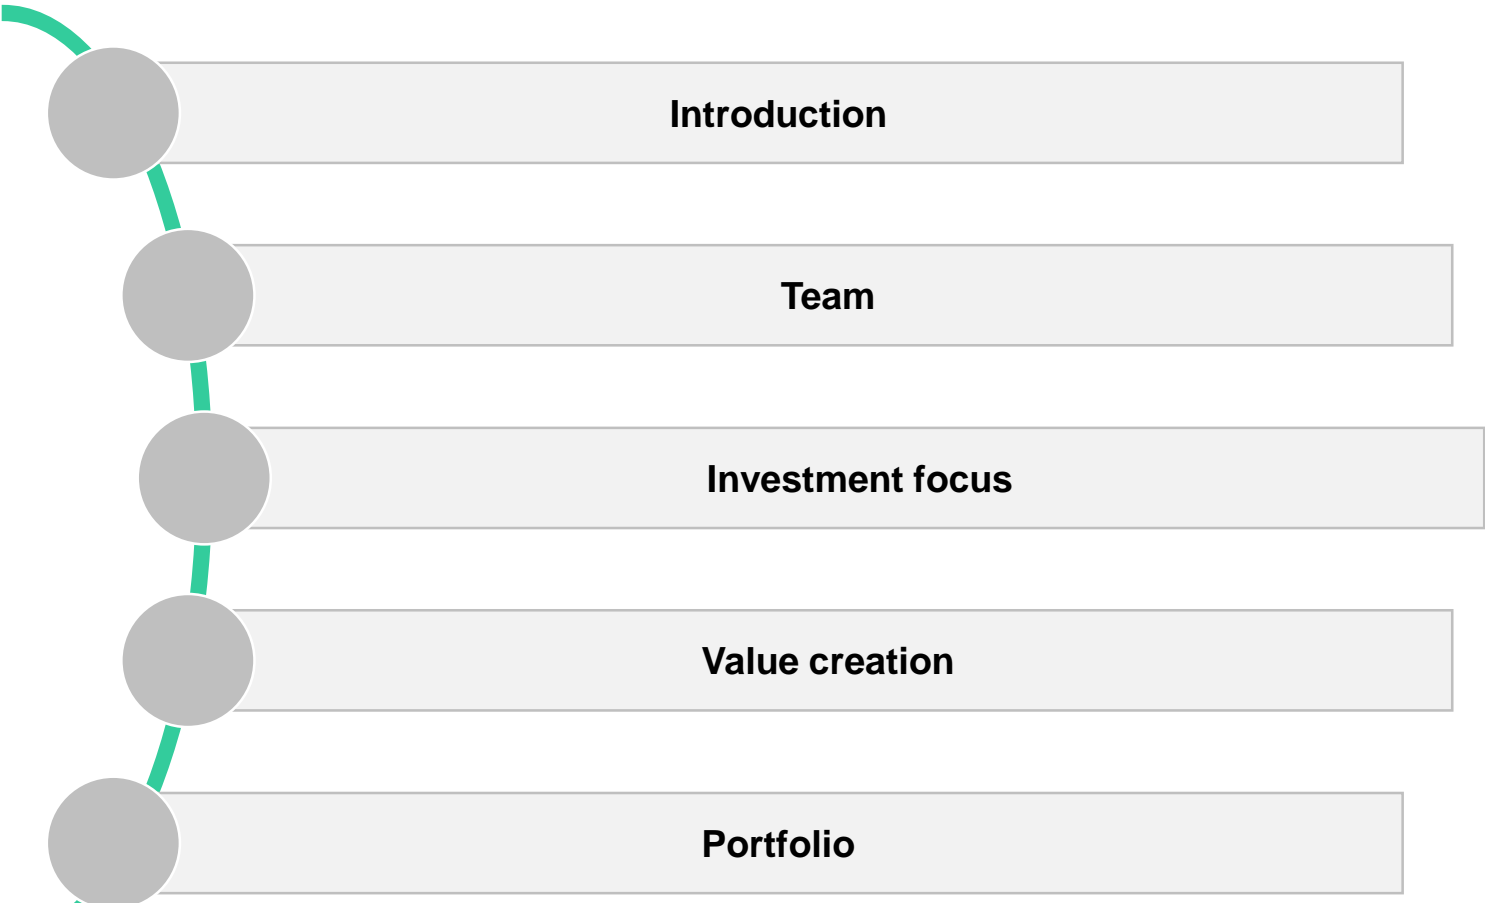 Introduction
Team
Investment focus
Value creation
Portfolio